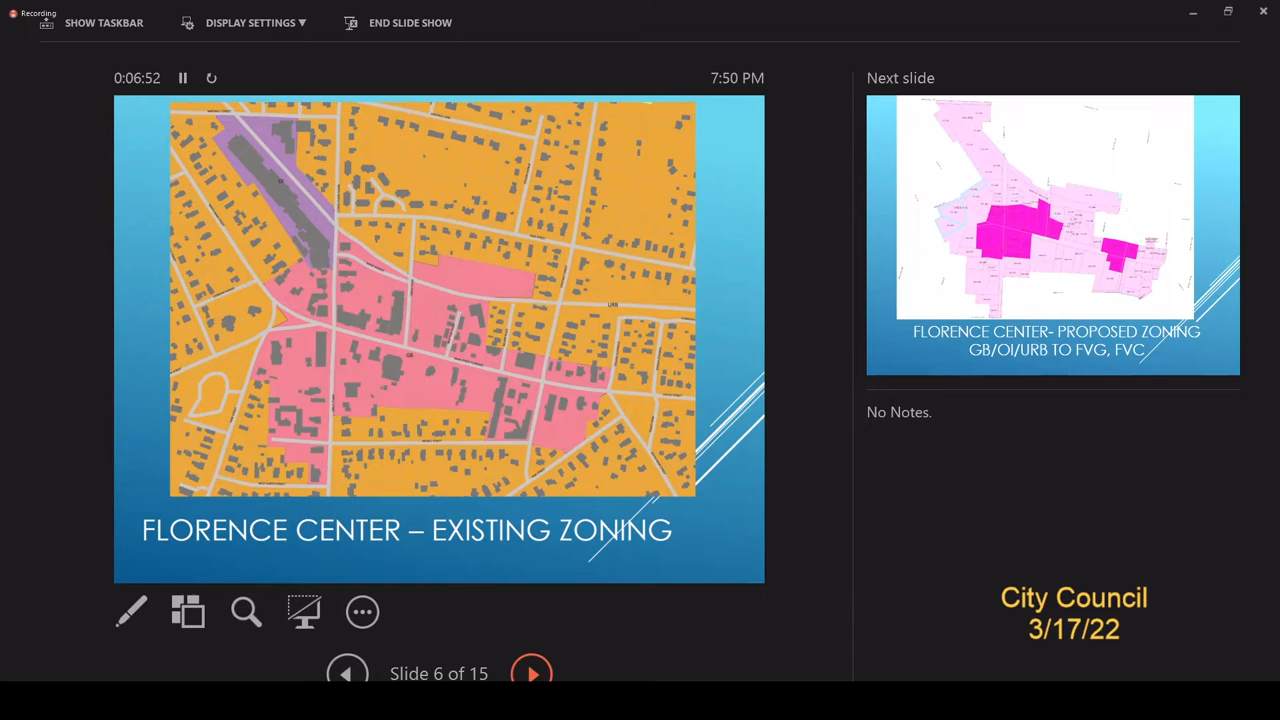 Recording
SHOW TASKBAR
DISPLAY SETTINGS ▼
END SLIDE SHOW
0:06:52
7:50 PM
Next slide
URB
GB
FLORENCE CENTER – EXISTING ZONING
FLORENCE CENTER- PROPOSED ZONING
GB/OI/URB TO FVG, FVC
No Notes.
City Council
3/17/22
Slide 6 of 15